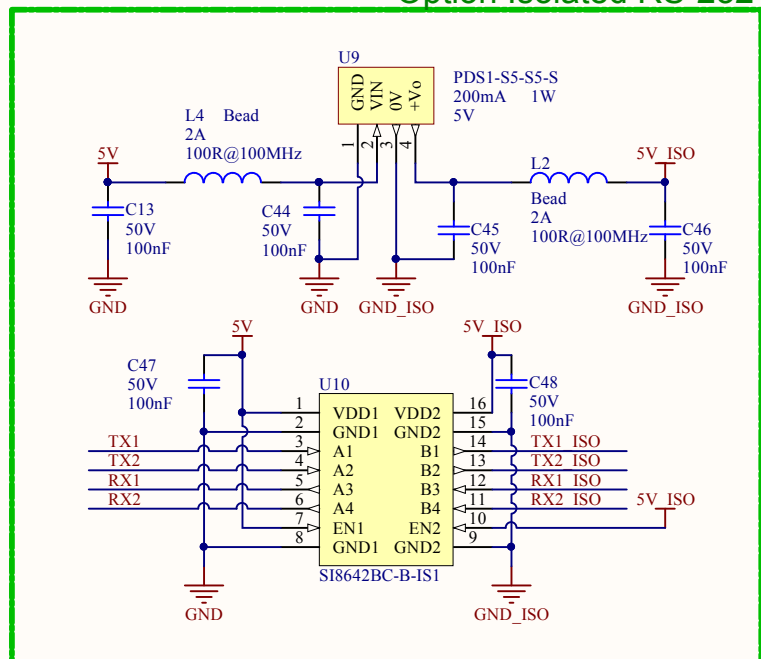 U9
GND
VIN
0V
+Vo
1
2
3
4
PDS1-S5-S5-S
200mA 1W
5V
L4 Bead
2A
100R@100MHz
5V
C13
50V
100nF
GND
C44
50V
100nF
GND
GND_ISO
C45
50V
100nF
L2
Bead
2A
100R@100MHz
5V_ISO
C46
50V
100nF
GND_ISO
5V
5V_ISO
C47
50V
100nF
C48
50V
100nF
U10
1 VDD1 VDD2 16
2 GND1 GND2 15
TX1 3 A1 B1 14 TX1_ISO
TX2 4 A2 B2 13 TX2_ISO
RX1 5 A3 B3 12 RX1_ISO
RX2 6 A4 B4 11 RX2_ISO
7 EN1 EN2 10 5V_ISO
8 GND1 GND2 9
SI8642BC-B-IS1
GND
GND_ISO